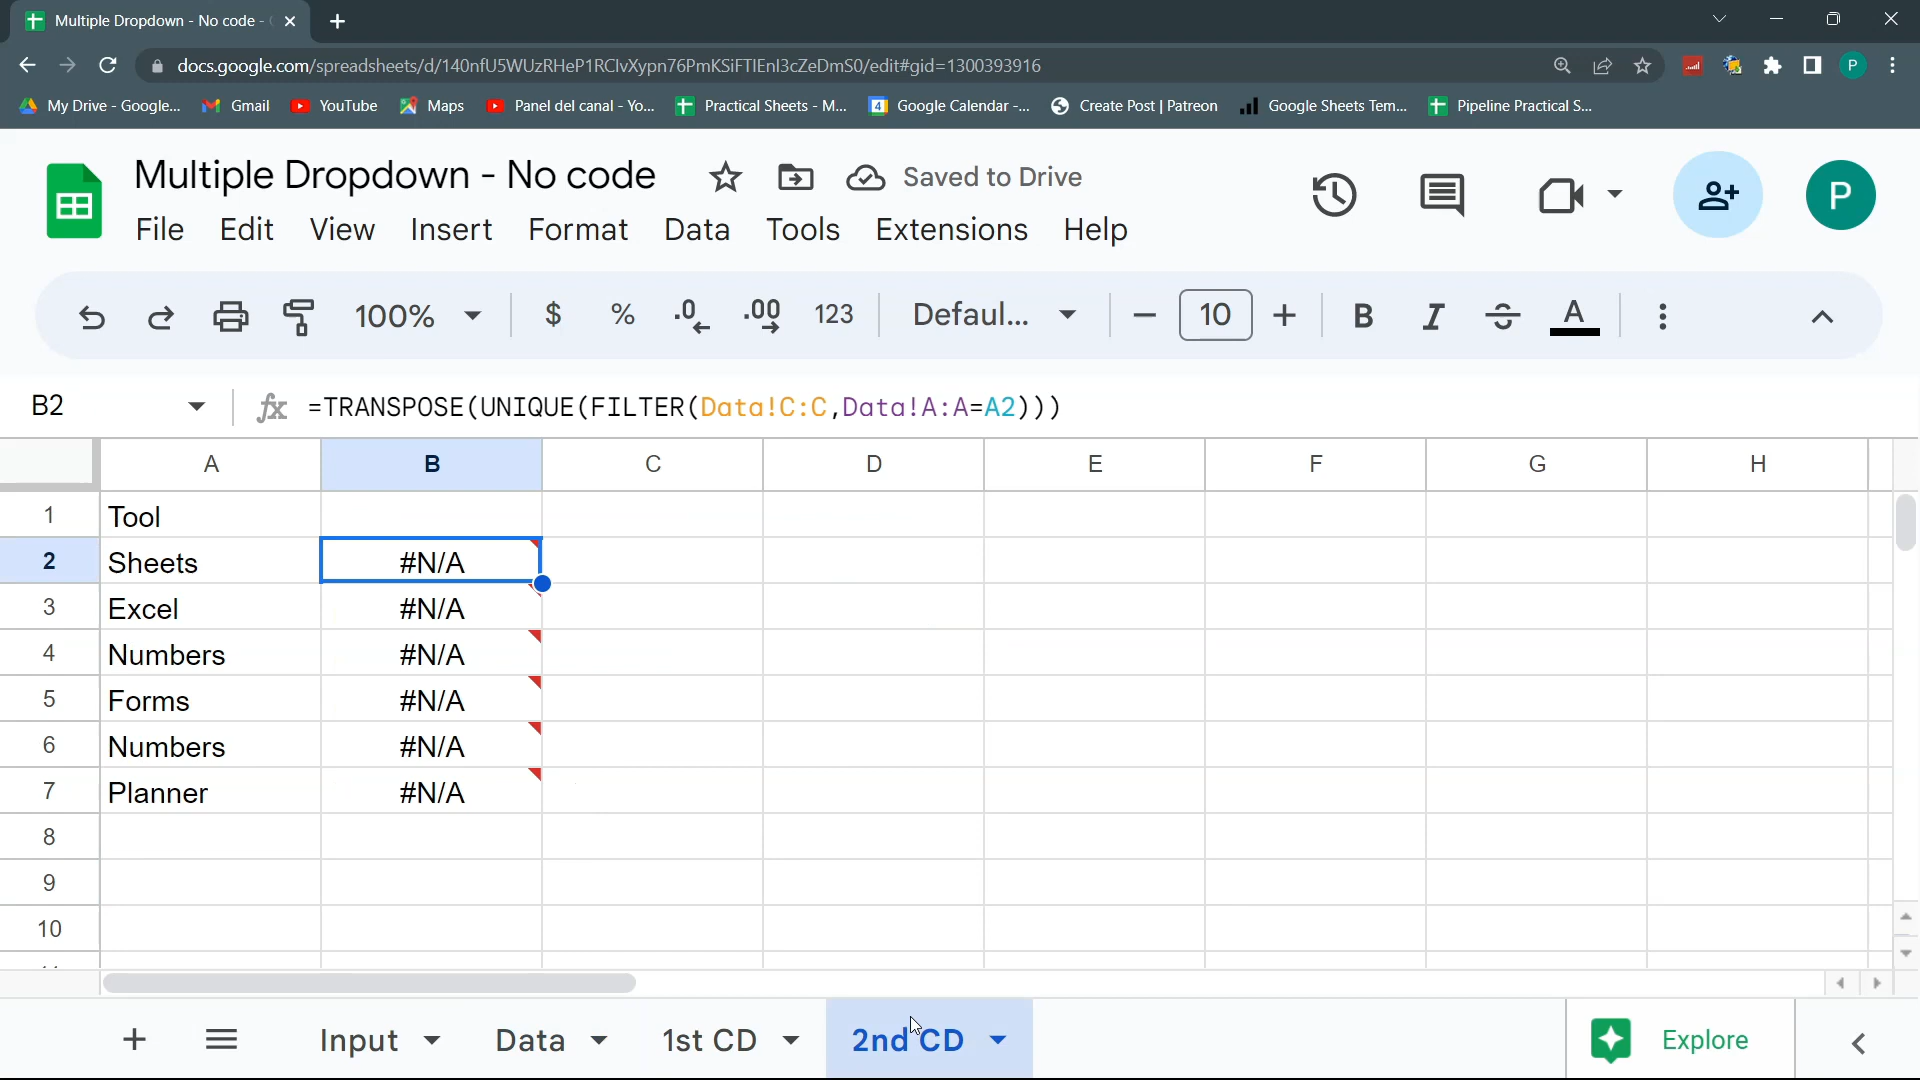 Multiple Dropdown - No code -
docs.google.com/spreadsheets/d/140nfU5WUzRHeP1RClvXypn76PmKSiFTIEnI3cZeDmS0/edit#gid=1300393916
P
My Drive - Google... Gmail YouTube Maps Panel del canal - Yo... Practical Sheets - M... 4 Google Calendar -... Create Post | Patreon Google Sheets Tem... Pipeline Practical S...
Multiple Dropdown - No code Saved to Drive
P
File Edit View Insert Format Data Tools Extensions Help
100% $ % .0 .00 123 Defaul... 10 B I S A
B2 fx =TRANSPOSE(UNIQUE(FILTER(Data!C:C,Data!A:A=A2)))
A B C D E F G H
1 Tool
2 Sheets #N/A
3 Excel #N/A
4 Numbers #N/A
5 Forms #N/A
6 Numbers #N/A
7 Planner #N/A
8
9
10
Input Data 1st CD 2nd CD Explore